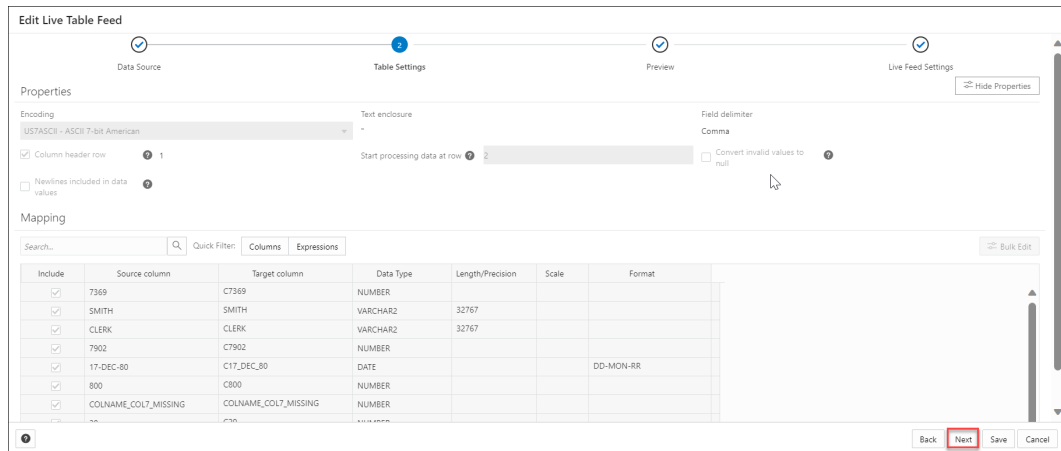 Edit Live Table Feed
2
Data Source Table Settings Preview Live Feed Settings
Properties Hide Properties
Encoding Text enclosure Field delimiter
US7ASCII - ASCII 7-bit American " Comma
Column header row ? 1 Start processing data at row ? 2 Convert invalid values to
null ?
Newlines included in data
values ?
Mapping
Search... Quick Filter: Columns Expressions Bulk Edit
Include Source column Target column Data Type Length/Precision Scale Format
7369 C7369 NUMBER
SMITH SMITH VARCHAR2 32767
CLERK CLERK VARCHAR2 32767
7902 C7902 NUMBER
17-DEC-80 C17_DEC_80 DATE DD-MON-RR
800 C800 NUMBER
COLNAME_COL7_MISSING COLNAME_COL7_MISSING NUMBER
20 C20 NUMBER
? Back Next Save Cancel